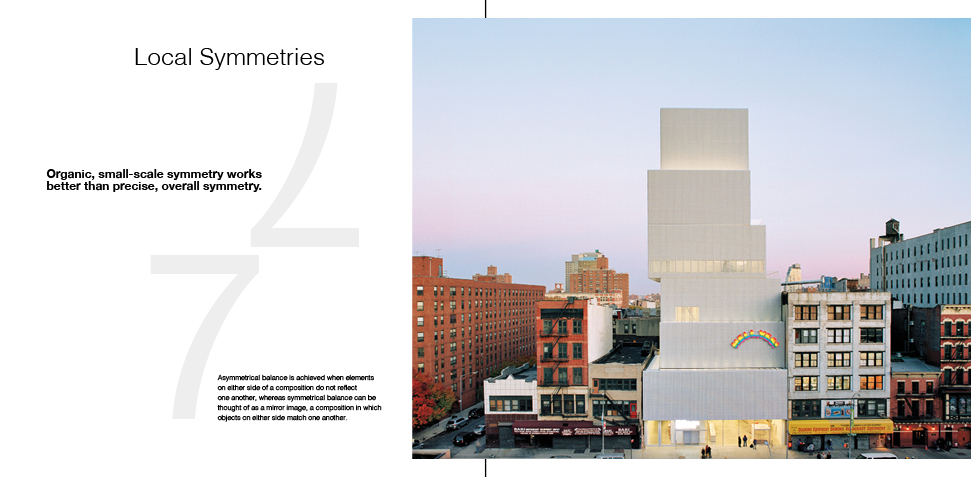 Local Symmetries
7
Organic, small-scale symmetry works
better than precise, overall symmetry.
7
Asymmetrical balance is achieved when elements
on either side of a composition do not reflect
one another, whereas symmetrical balance can be
thought of as a mirror image, a composition in which
objects on either side match one another.